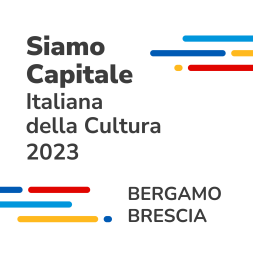 Siamo
Capitale
Italiana
della Cultura
2023
BERGAMO
BRESCIA